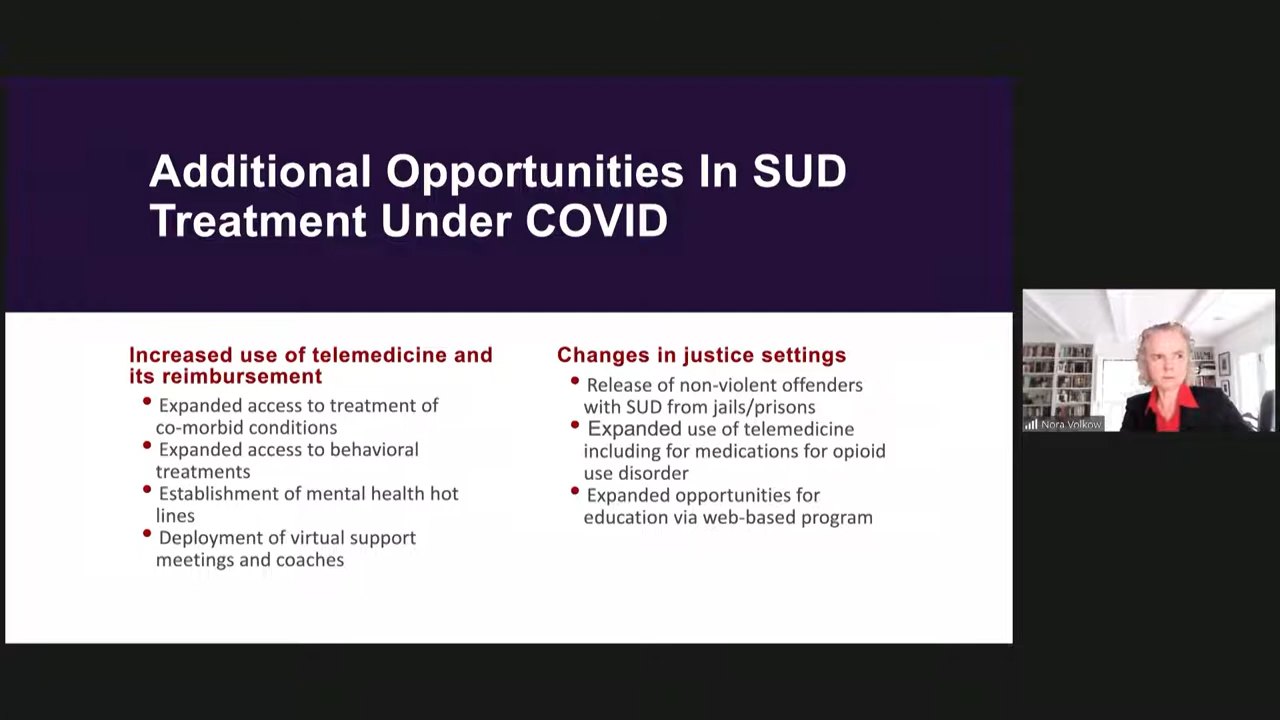 Additional Opportunities In SUD
Treatment Under COVID
Increased use of telemedicine and
its reimbursement
• Expanded access to treatment of
co-morbid conditions
• Expanded access to behavioral
treatments
• Establishment of mental health hot
lines
• Deployment of virtual support
meetings and coaches
Changes in justice settings
• Release of non-violent offenders
with SUD from jails/prisons
• Expanded use of telemedicine
including for medications for opioid
use disorder
• Expanded opportunities for
education via web-based program
Nora Volkow